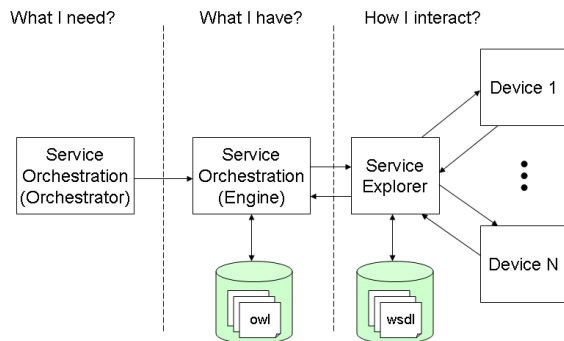 What I need?
What I have?
How I interact?
Service
Orchestration
(Orchestrator)
Service
Orchestration
(Engine)
Service
Explorer
Device 1
Device N
owl
wsdl